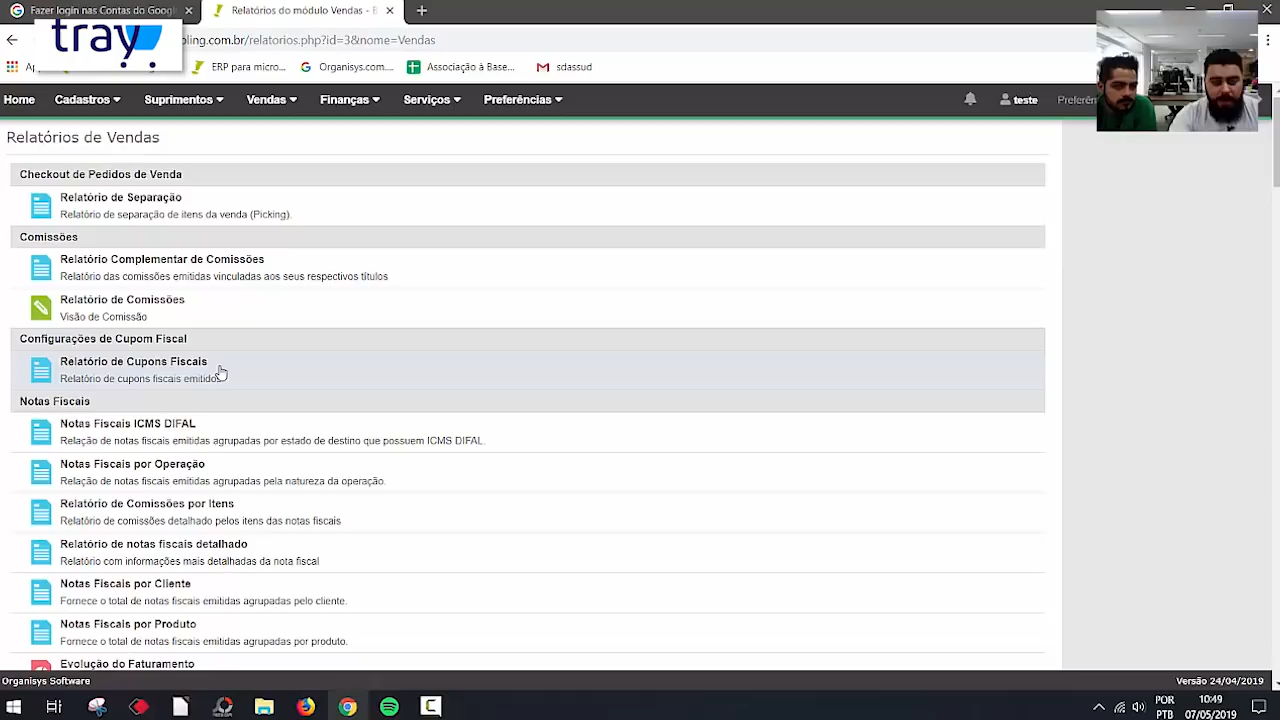 Fazer login nas Contas do Google
Relatórios do módulo Vendas - B
tray
ling.com.br/relatorios.php?id=3&nome=Vendas
ERP para micro...
Organisys.com...
Asso
à Ba
sdassud
Home
Cadastros
Suprimentos
Vendas
Finanças
Serviços
Preferências
teste
Preferên
Relatórios de Vendas
Checkout de Pedidos de Venda
Relatório de Separação
Relatório de separação de itens da venda (Picking).
Comissões
Relatório Complementar de Comissões
Relatório das comissões emitidas vinculadas aos seus respectivos títulos
Relatório de Comissões
Visão de Comissão
Configurações de Cupom Fiscal
Relatório de Cupons Fiscais
Relatório de cupons fiscais emitidos
Notas Fiscais
Notas Fiscais ICMS DIFAL
Relação de notas fiscais emitidas agrupadas por estado de destino que possuem ICMS DIFAL.
Notas Fiscais por Operação
Relação de notas fiscais emitidas agrupadas pela natureza da operação.
Relatório de Comissões por Itens
Relatório de comissões detalhado pelos itens das notas fiscais
Relatório de notas fiscais detalhado
Relatório com informações mais detalhadas da nota fiscal
Notas Fiscais por Cliente
Fornece o total de notas fiscais emitidas agrupadas pelo cliente.
Notas Fiscais por Produto
Fornece o total de notas fiscais emitidas agrupadas por produto.
Evolução do Faturamento
Organisys Software
Versão 24/04/2019
POR
PTB
10:49
07/05/2019